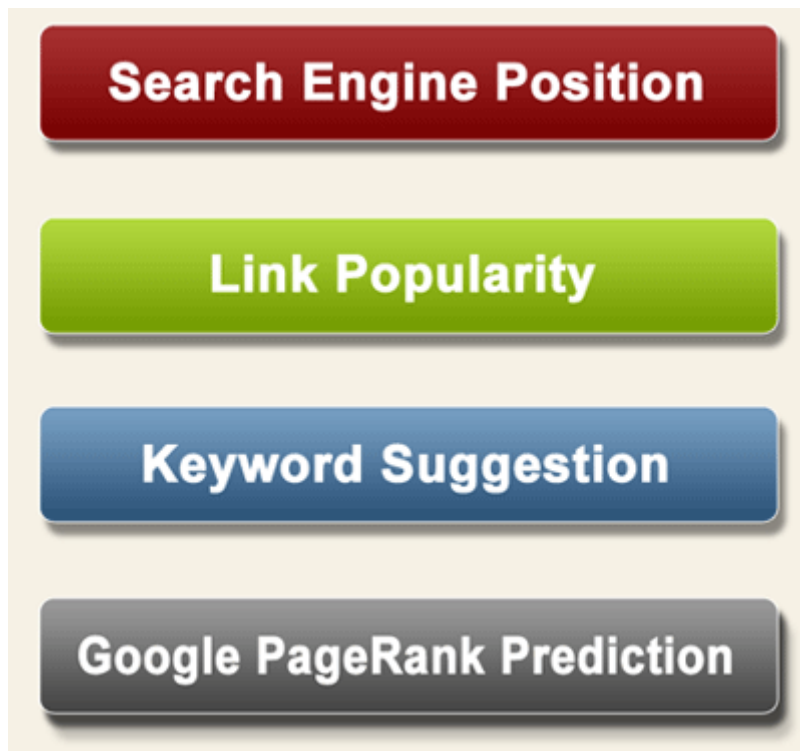 Search Engine Position
Link Popularity
Keyword Suggestion
Google PageRank Prediction